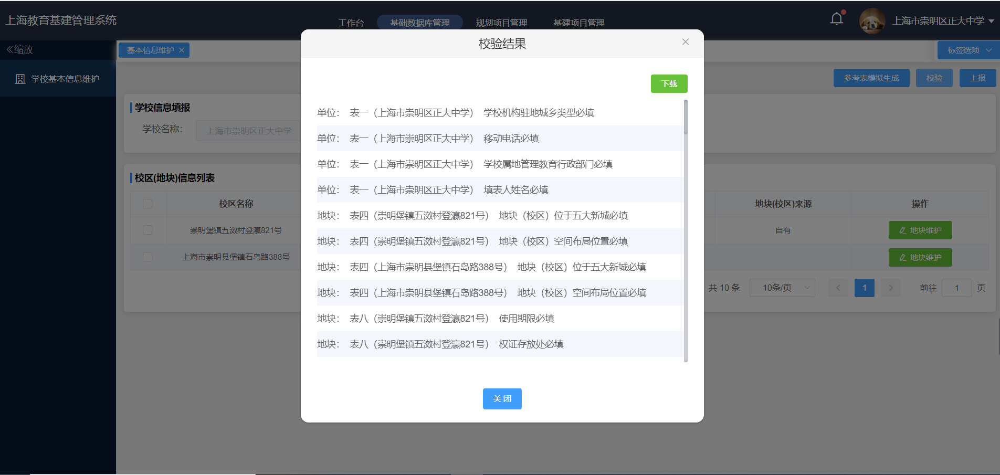 上海教育基建管理系统
工作台 基础数据库管理 规划项目管理 基建项目管理
上海市崇明区正大中学
缩放
基本信息维护
标签选项
学校基本信息维护
参考表模拟生成 校验 上报
学校信息填报
学校名称： 上海市崇明区正大中学
校区(地块)信息列表
校区名称 地块(校区)来源 操作
崇明堡镇五滧村登瀛821号 自有 地块维护
上海市崇明县堡镇石岛路388号 地块维护
共 10 条 10条/页 1 前往 1 页
校验结果
下载
单位： 表一（上海市崇明区正大中学） 学校机构驻地城乡类型必填
单位： 表一（上海市崇明区正大中学） 移动电话必填
单位： 表一（上海市崇明区正大中学） 学校属地管理教育行政部门必填
单位： 表一（上海市崇明区正大中学） 填表人姓名必填
地块： 表四（崇明堡镇五滧村登瀛821号） 地块（校区）位于五大新城必填
地块： 表四（崇明堡镇五滧村登瀛821号） 地块（校区）空间布局位置必填
地块： 表四（上海市崇明县堡镇石岛路388号） 地块（校区）位于五大新城必填
地块： 表四（上海市崇明县堡镇石岛路388号） 地块（校区）空间布局位置必填
地块： 表八（崇明堡镇五滧村登瀛821号） 使用期限必填
地块： 表八（崇明堡镇五滧村登瀛821号） 权证存放处必填
关 闭